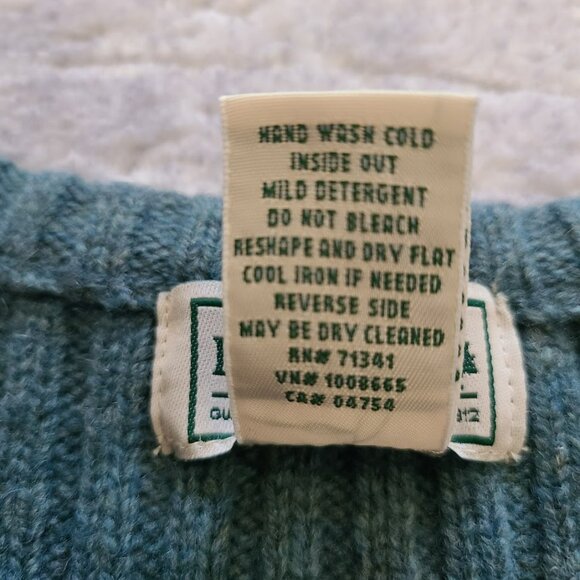 HAND WASH COLD
INSIDE OUT
MILD DETERGENT
DO NOT BLEACH
RESHAPE AND DRY FLAT
COOL IRON IF NEEDED
REVERSE SIDE
MAY BE DRY CLEANED
RN# 71341
VN# 1008665
CA# 04754